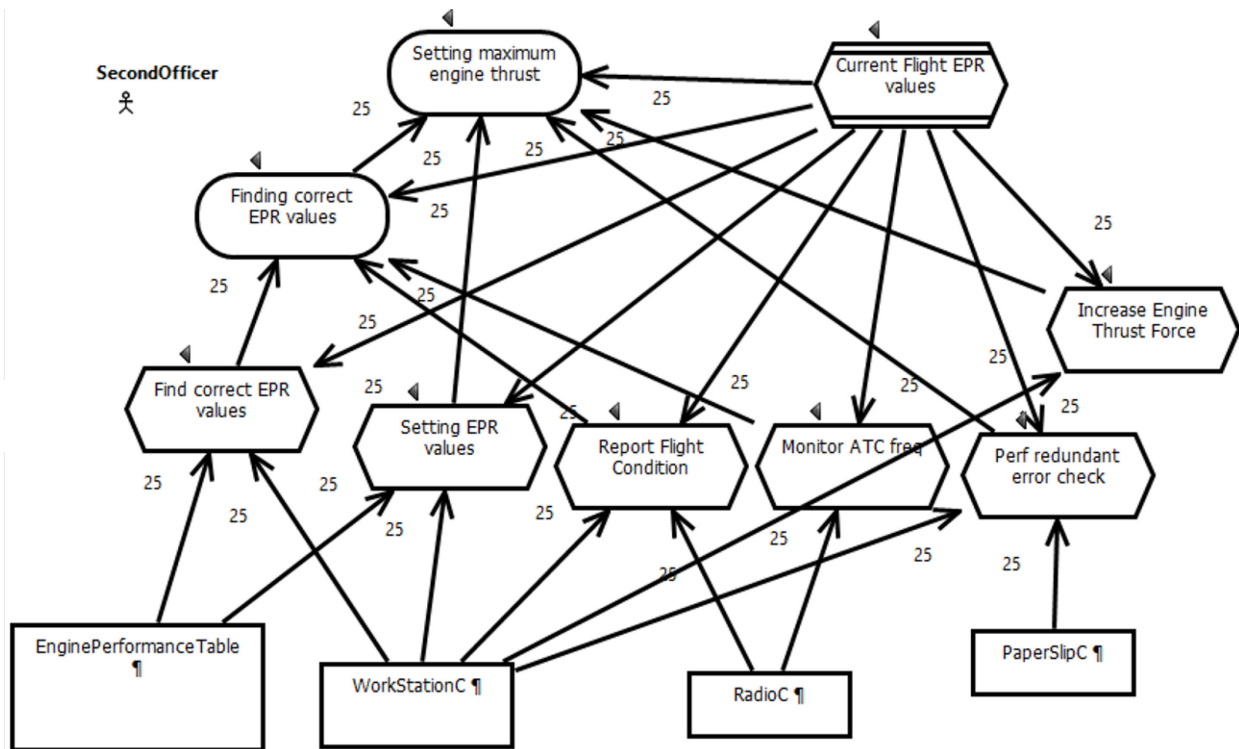 Setting maximum
engine thrust
Current Flight EPR
values
SecondOfficer
25
25
25
25
25
Finding correct
EPR values
25
25
25
25
25
Increase Engine
Thrust Force
25
25
Find correct EPR
values
25
25
25
25
25
Setting EPR
values
Report Flight
Condition
Monitor ATC freq
Perf redundant
error check
25
25
25
25
25
25
25
25
25
EnginePerformanceTable
¶
WorkStationC ¶
RadioC ¶
PaperSlipC ¶